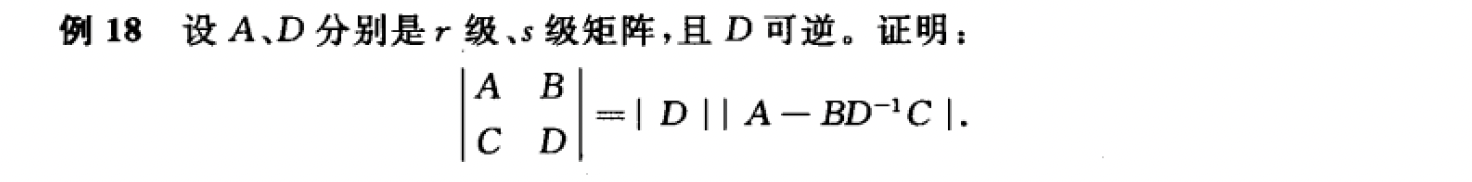 例 18 设 A、D 分别是 r 级、s 级矩阵,且 D 可逆。证明:
| A B |
| C D | =| D || A − BD⁻¹C |.